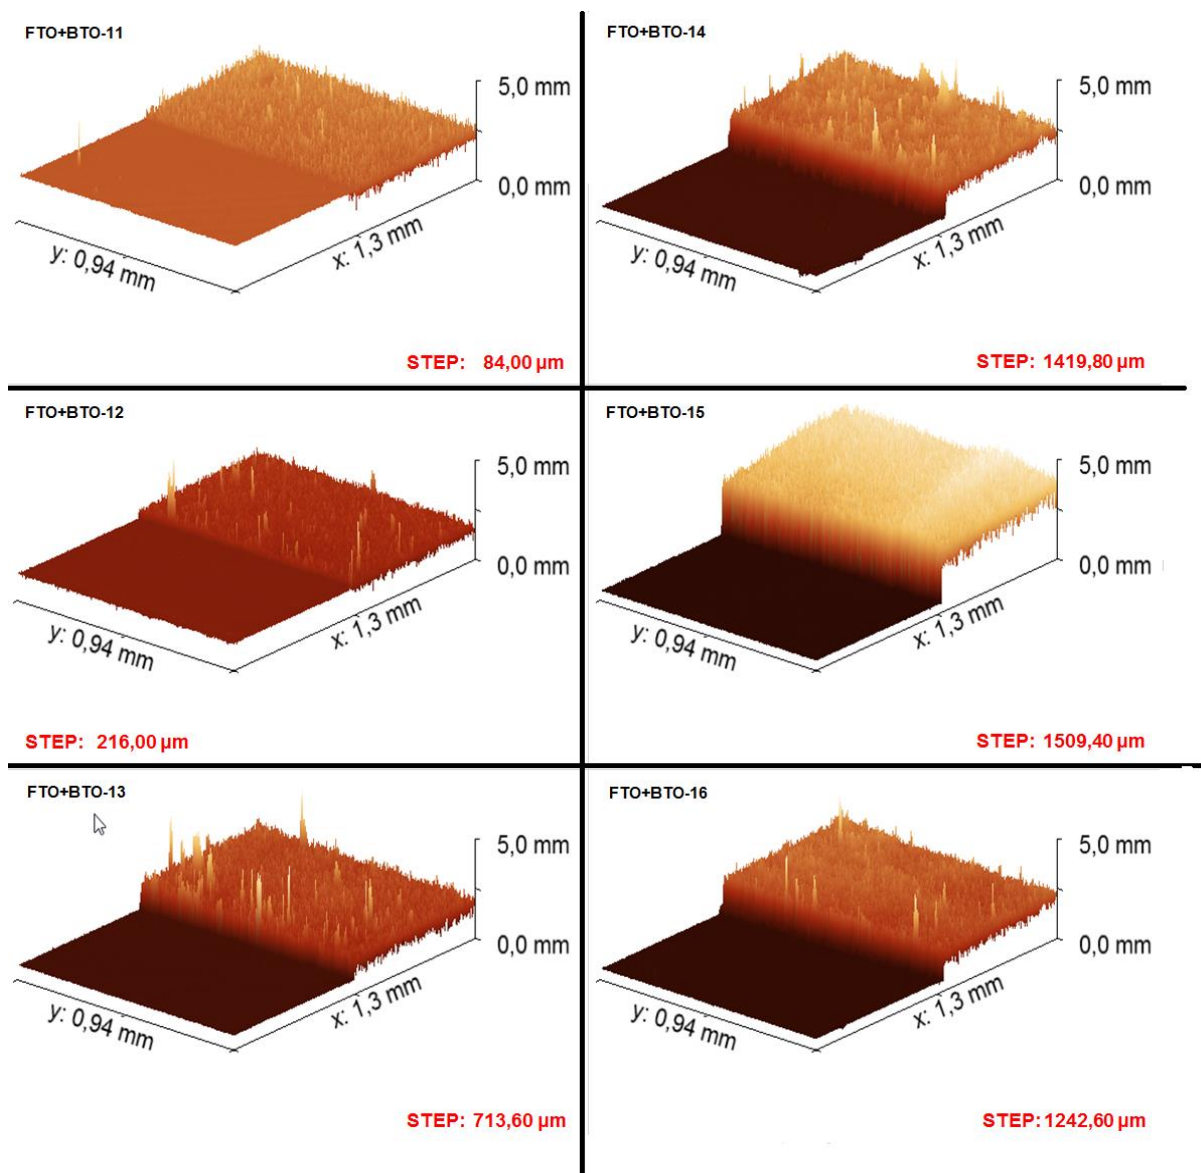 FTO+BTO-11
5,0 mm
0,0 mm
y: 0,94 mm
x: 1,3 mm
STEP: 84,00 µm
FTO+BTO-14
5,0 mm
0,0 mm
y: 0,94 mm
x: 1,3 mm
STEP: 1419,80 µm
FTO+BTO-12
5,0 mm
0,0 mm
y: 0,94 mm
x: 1,3 mm
STEP: 216,00 µm
FTO+BTO-15
5,0 mm
0,0 mm
y: 0,94 mm
x: 1,3 mm
STEP: 1509,40 µm
FTO+BTO-13
5,0 mm
0,0 mm
y: 0,94 mm
x: 1,3 mm
STEP: 713,60 µm
FTO+BTO-16
5,0 mm
0,0 mm
y: 0,94 mm
x: 1,3 mm
STEP: 1242,60 µm